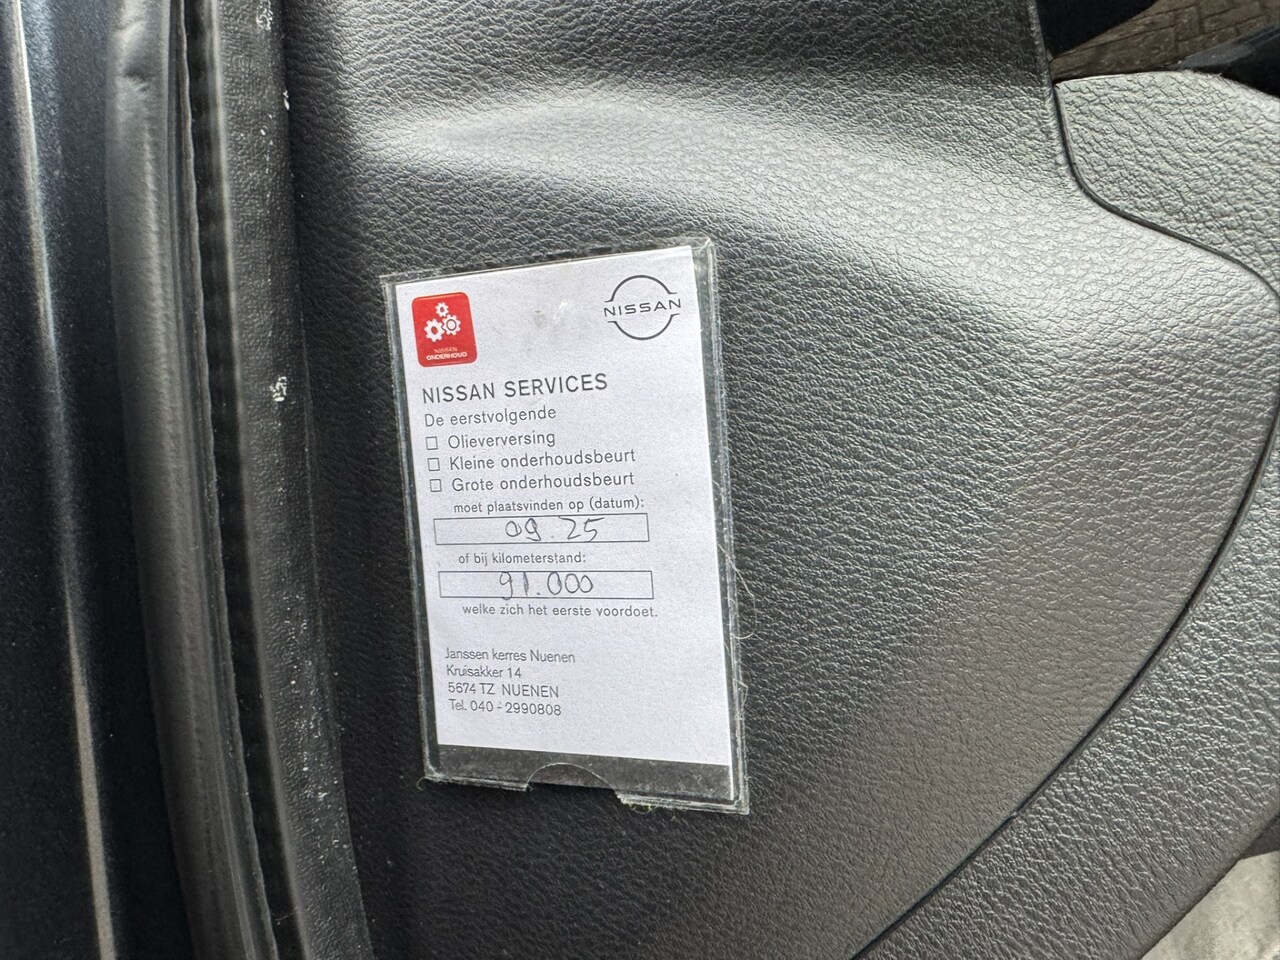 NISSAN
ONDERHOUD
NISSAN
NISSAN SERVICES
De eerstvolgende
☐ Olieverversing
☐ Kleine onderhoudsbeurt
☐ Grote onderhoudsbeurt
moet plaatsvinden op (datum):
09.25
of bij kilometerstand:
91.000
welke zich het eerste voordoet.
Janssen kerres Nuenen
Kruisakker 14
5674 TZ NUENEN
Tel. 040 - 2990808